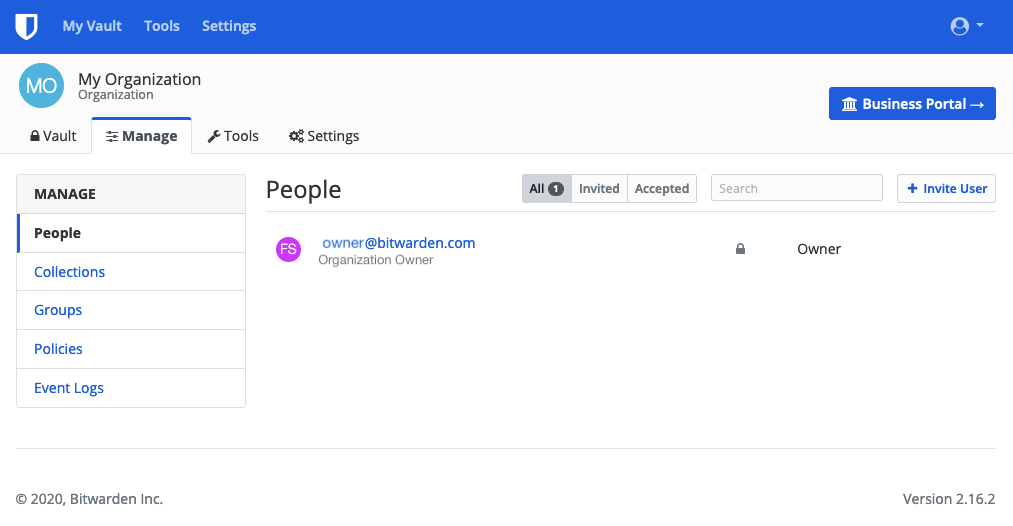 My Vault Tools Settings
MO
My Organization
Organization
Business Portal →
Vault Manage Tools Settings
MANAGE
People
Collections
Groups
Policies
Event Logs
People
All 1 Invited Accepted
Search
+ Invite User
FS
owner@bitwarden.com
Organization Owner
Owner
© 2020, Bitwarden Inc.
Version 2.16.2